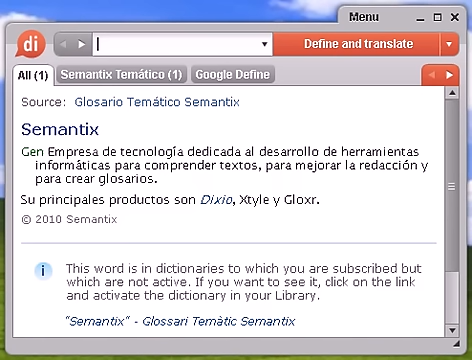 Menu
di
Define and translate
All (1)
Semantix Temático (1)
Google Define
Source: Glosario Temático Semantix
Semantix
Gen Empresa de tecnología dedicada al desarrollo de herramientas
informáticas para comprender textos, para mejorar la redacción y
para crear glosarios.
Su principales productos son Dixio, Xtyle y Gloxr.
© 2010 Semantix
i
This word is in dictionaries to which you are subscribed but
which are not active. If you want to see it, click on the link
and activate the dictionary in your Library.
"Semantix" - Glossari Temàtic Semantix